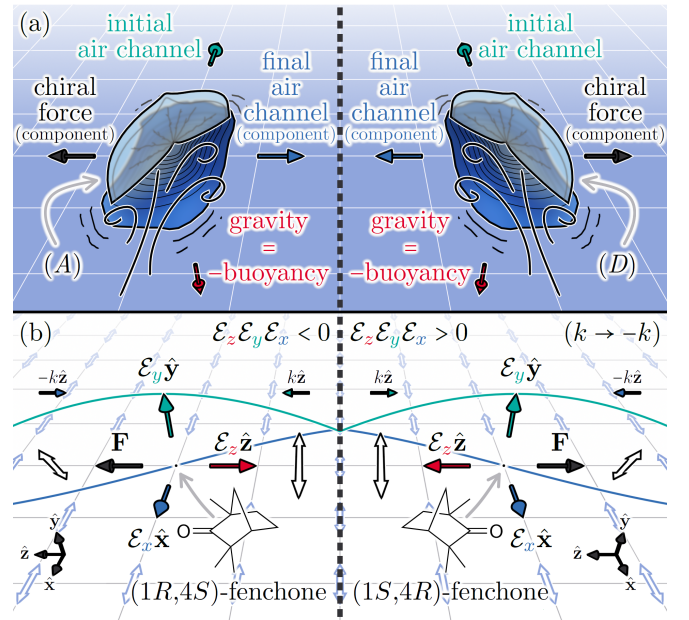 (a)
initial
air channel
final
air
channel
(component)
chiral
force
(component)
(A)
gravity
=
−buoyancy
initial
air channel
final
air
channel
(component)
chiral
force
(component)
(D)
gravity
=
−buoyancy
(b)
ℰzℰyℰx < 0
ℰyŷ
−kẑ
kẑ
F
ℰzẑ
ℰxx̂
O
ŷ
ẑ
x̂
(1R,4S)-fenchone
ℰzℰyℰx > 0
(k → −k)
ℰyŷ
kẑ
−kẑ
ℰzẑ
F
ℰxx̂
O
ŷ
ẑ
x̂
(1S,4R)-fenchone